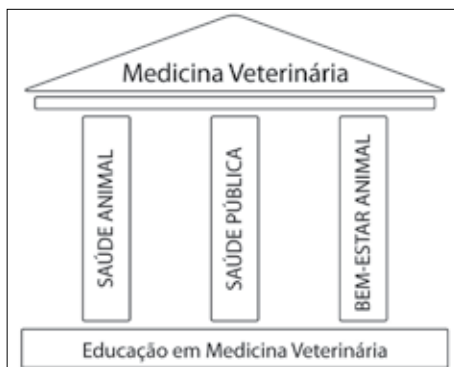 Medicina Veterinária
SAÚDE ANIMAL
SAÚDE PÚBLICA
BEM-ESTAR ANIMAL
Educação em Medicina Veterinária